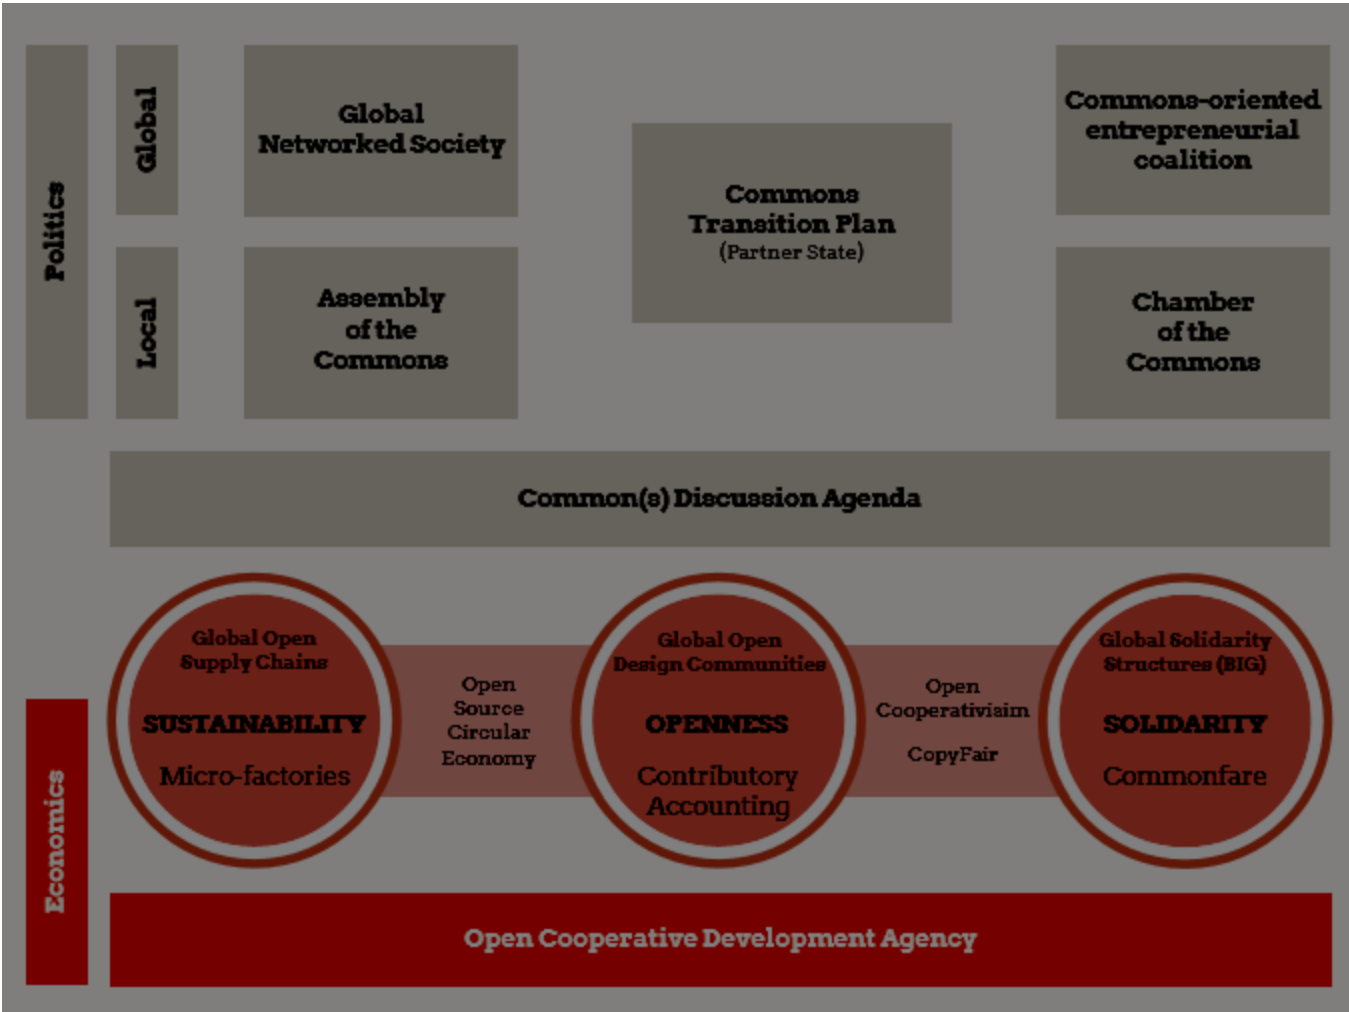 Politics
Global
Local
Global
Networked Society
Assembly
of the
Commons
Commons
Transition Plan
(Partner State)
Commons-oriented
entrepreneurial
coalition
Chamber
of the
Commons
Common(s) Discussion Agenda
Economics
Global Open
Supply Chains
SUSTAINABILITY
Micro-factories
Open
Source
Circular
Economy
Global Open
Design Communities
OPENNESS
Contributory
Accounting
Open
Cooperativisim
CopyFair
Global Solidarity
Structures (BIG)
SOLIDARITY
Commonfare
Open Cooperative Development Agency